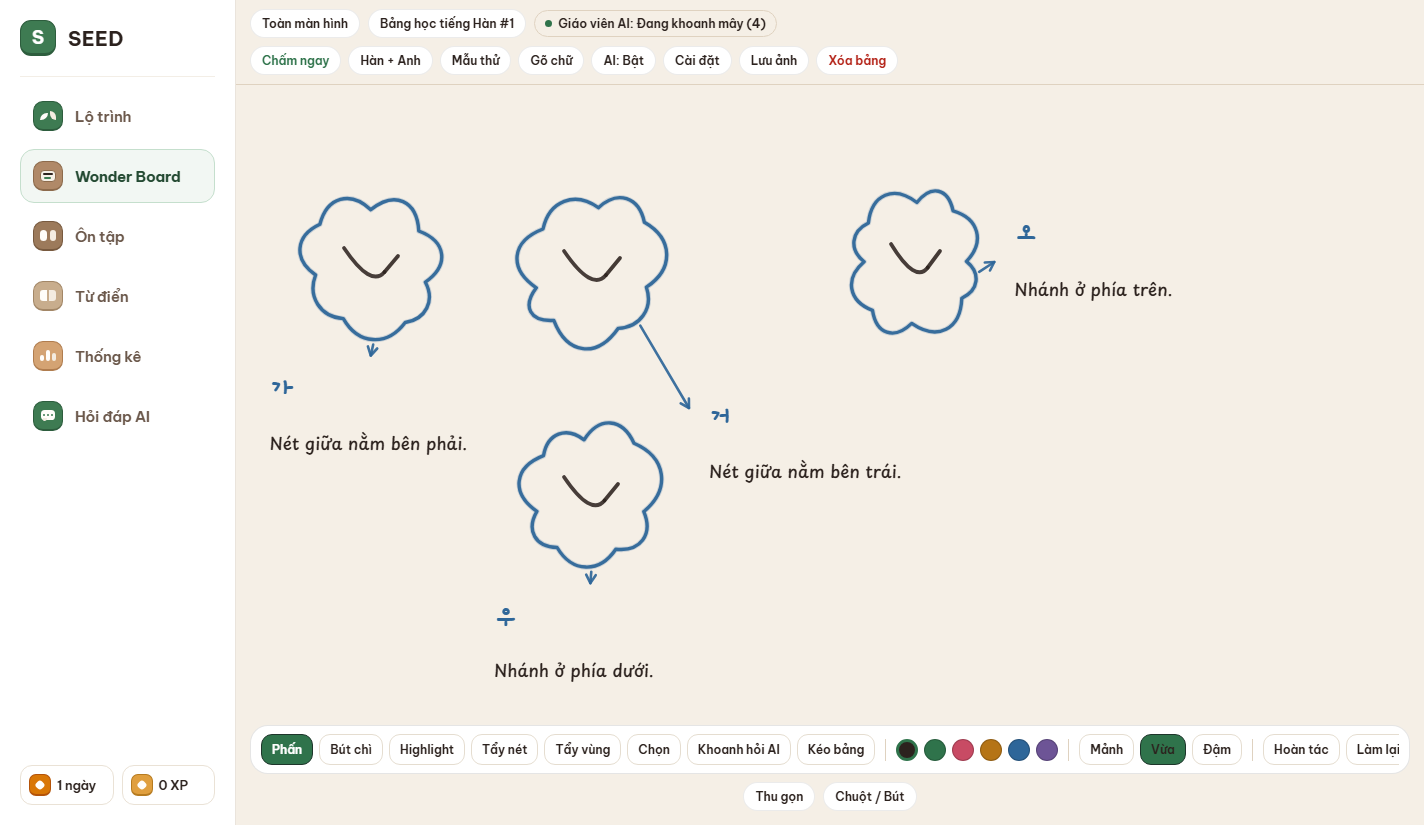 S SEED
Lộ trình
Wonder Board
Ôn tập
Từ điển
Thống kê
Hỏi đáp AI
1 ngày
0 XP
Toàn màn hình
Bảng học tiếng Hàn #1
Giáo viên AI: Đang khoanh mây (4)
Chấm ngay
Hàn + Anh
Mẫu thử
Gõ chữ
AI: Bật
Cài đặt
Lưu ảnh
Xóa bảng
가
Nét giữa nằm bên phải.
거
Nét giữa nằm bên trái.
오
Nhánh ở phía trên.
우
Nhánh ở phía dưới.
Phấn
Bút chì
Highlight
Tẩy nét
Tẩy vùng
Chọn
Khoanh hỏi AI
Kéo bảng
Mảnh
Vừa
Đậm
Hoàn tác
Làm lại
Thu gọn
Chuột / Bút